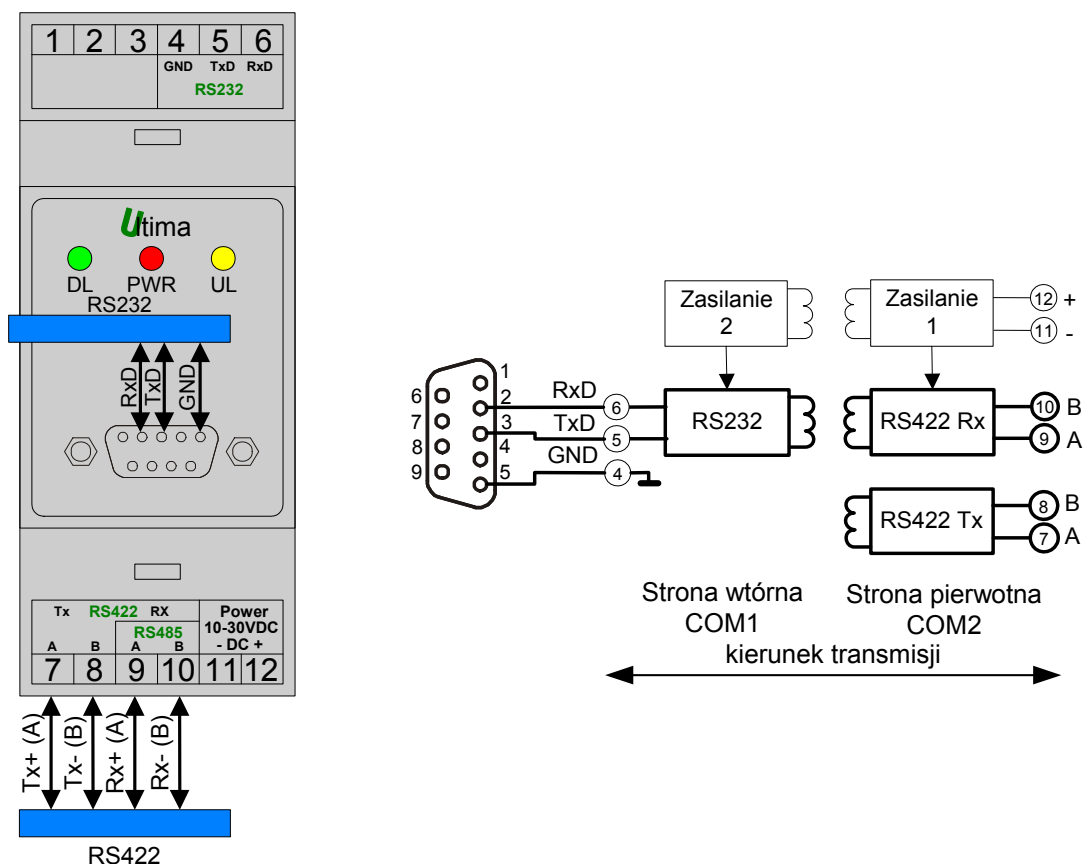 1 2 3 4 5 6
GND TxD RxD
RS232
Ultima
DL PWR UL
RS232
RxD TxD GND
Tx RS422 RX Power
10-30VDC
RS485
A B A B - DC +
7 8 9 10 11 12
Tx+ (A) Tx- (B) Rx+ (A) Rx- (B)
RS422
Zasilanie
2
Zasilanie
1
12 +
11 -
1
6
2
7
3
8
4
9
5
RxD 6
TxD 5
GND 4
RS232
RS422 Rx
10 B
9 A
RS422 Tx
8 B
7 A
Strona wtórna
COM1
Strona pierwotna
COM2
kierunek transmisji